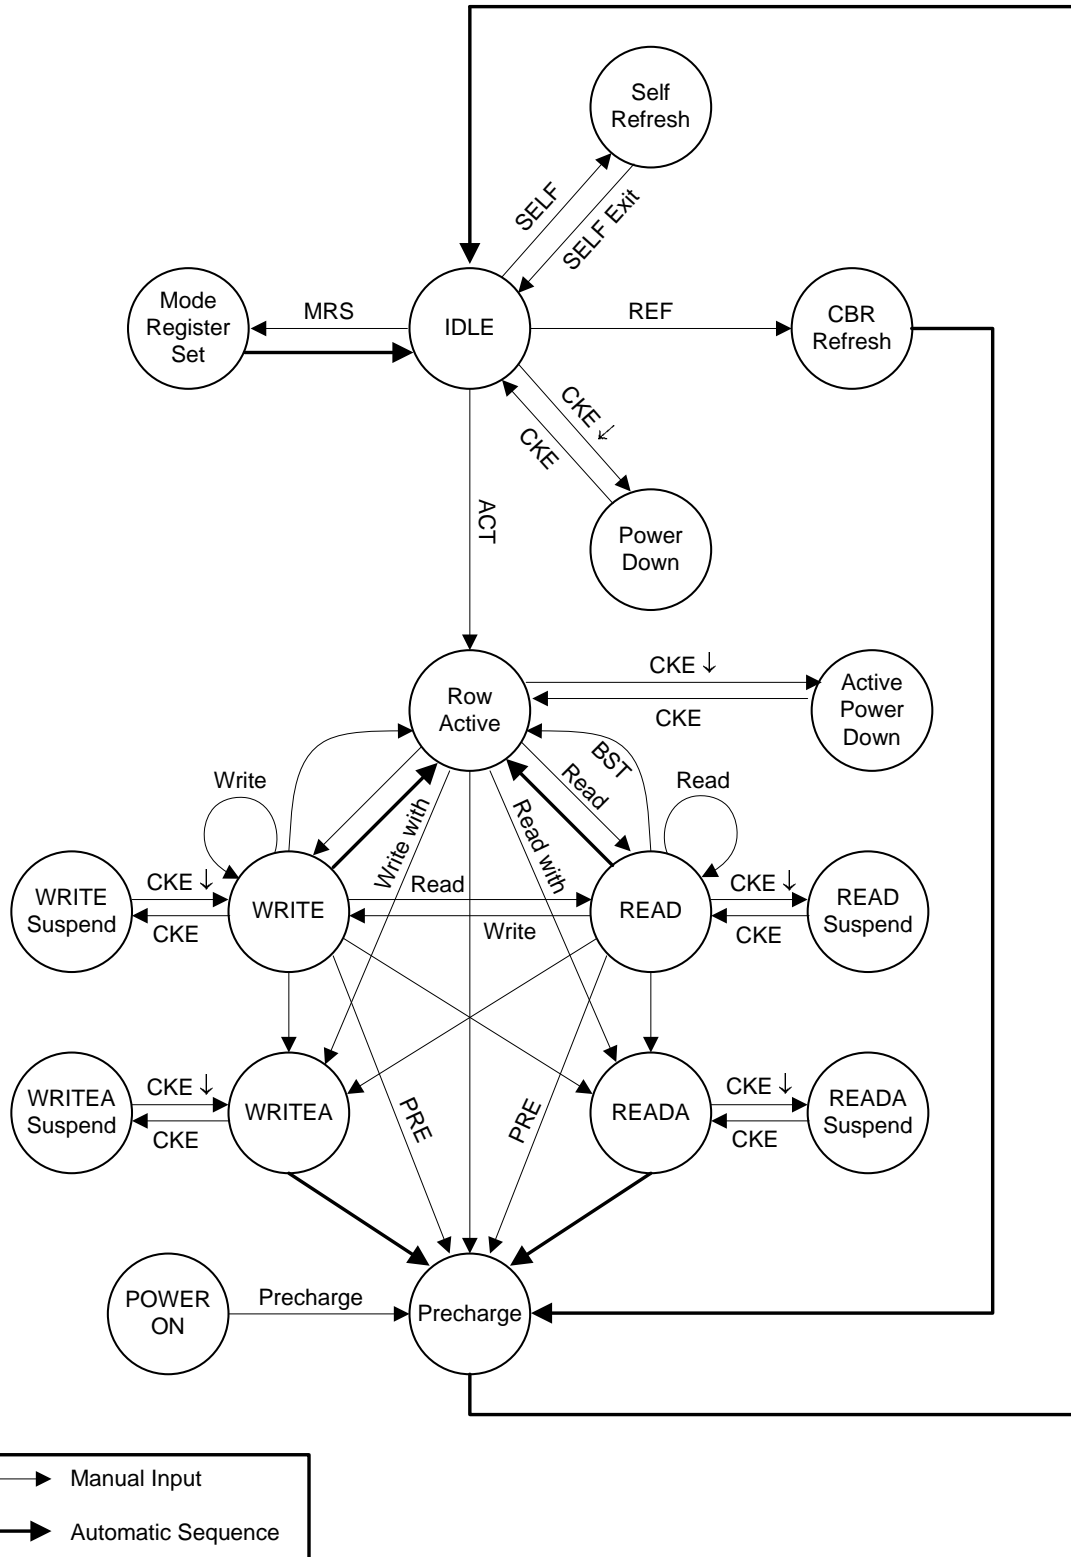 Self
Refresh
SELF
SELF Exit
Mode
Register
Set
MRS
IDLE
REF
CBR
Refresh
CKE ↓
CKE
ACT
Power
Down
Row
Active
CKE ↓
CKE
Active
Power
Down
BST
Read
Write
Read
Write with
Read with
WRITE
Suspend
CKE ↓
CKE
WRITE
Read
Write
READ
CKE ↓
CKE
READ
Suspend
WRITEA
Suspend
CKE ↓
CKE
WRITEA
PRE
PRE
READA
CKE ↓
CKE
READA
Suspend
POWER
ON
Precharge
Precharge
Manual Input
Automatic Sequence